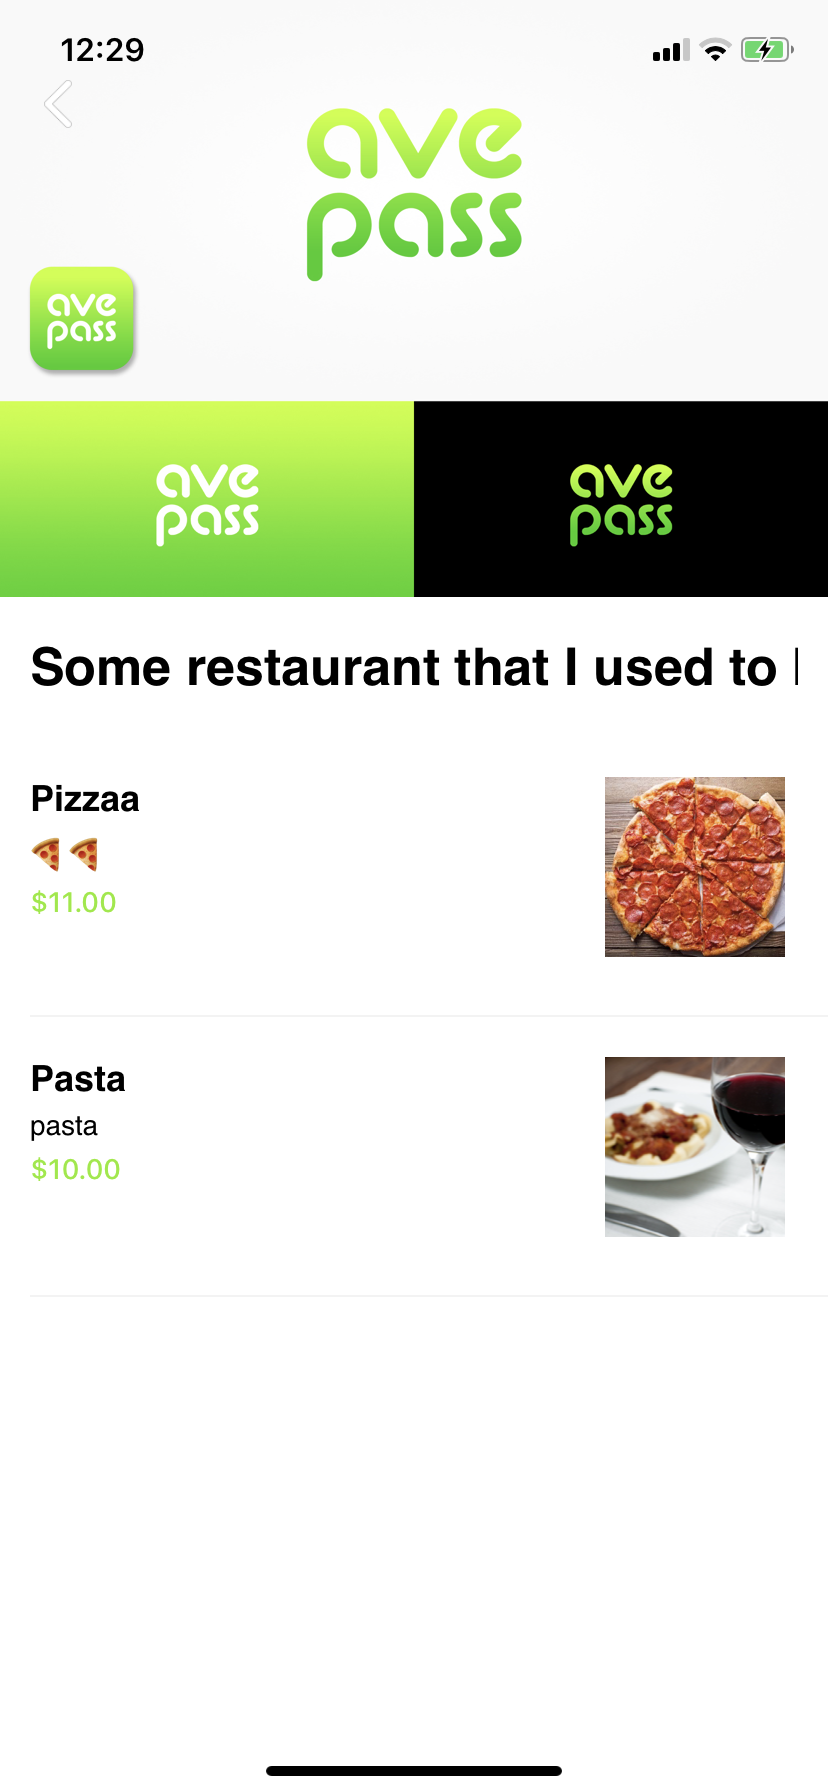 12:29
ave
pass
ave
pass
ave
pass
ave
pass
Some restaurant that I used to
Pizzaa
🍕🍕
$11.00
Pasta
pasta
$10.00